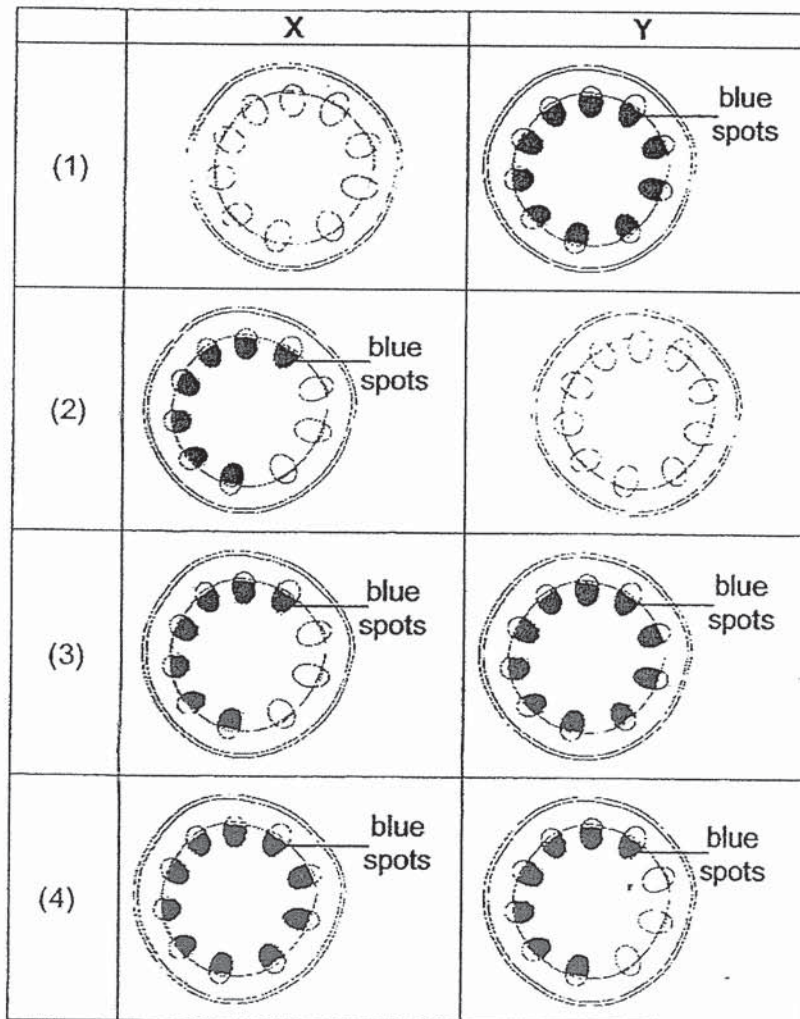 X Y
(1)
blue
spots
(2)
blue
spots
(3)
blue
spots
blue
spots
(4)
blue
spots
blue
spots